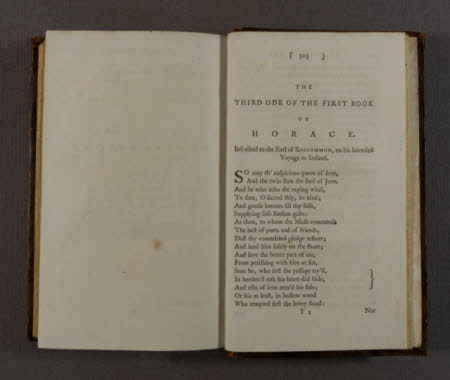 [ 323 ]
THE
THIRD ODE OF THE FIRST BOOK
OF
HORACE.
Inscribed to the Earl of ROSCOMMON, on his intended
Voyage to Ireland.
SO may th' auspicious queen of love,
And the twin stars the seed of Jove,
And he who rules the raging wind,
To thee, O sacred ship, be kind;
And gentle breezes fill thy sails,
Supplying soft Etesian gales:
As thou, to whom the Muse commends
The best of poets and of friends,
Dost thy committed pledge restore;
And land him safely on the shore;
And save the better part of me,
From perishing with him at sea.
Sure he, who first the passage try'd,
In harden'd oak his heart did hide,
And ribs of iron arm'd his side;
Or his at least, in hollow wood
Who tempted first the briny flood:
Y 2 Nor